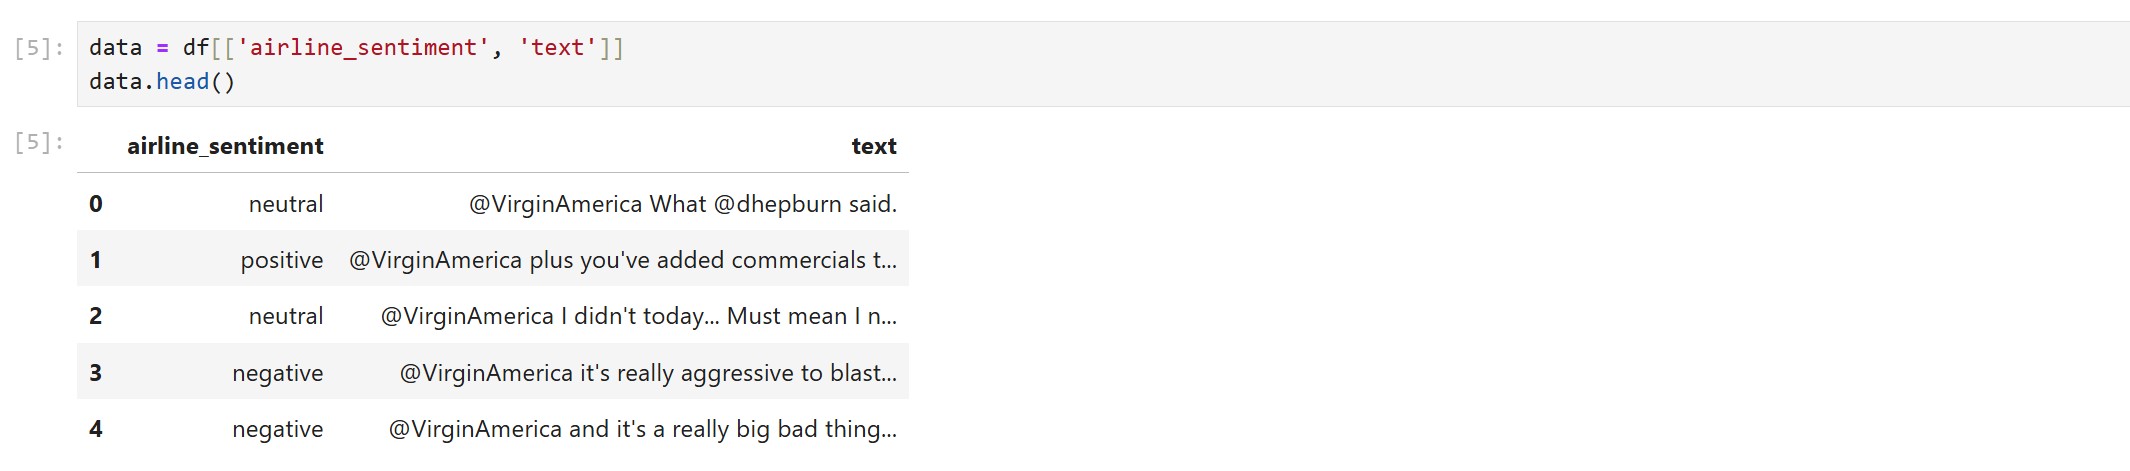 [5]: data = df[['airline_sentiment', 'text']]
data.head()
[5]: airline_sentiment text
0 neutral @VirginAmerica What @dhepburn said.
1 positive @VirginAmerica plus you've added commercials t...
2 neutral @VirginAmerica I didn't today... Must mean I n...
3 negative @VirginAmerica it's really aggressive to blast...
4 negative @VirginAmerica and it's a really big bad thing...